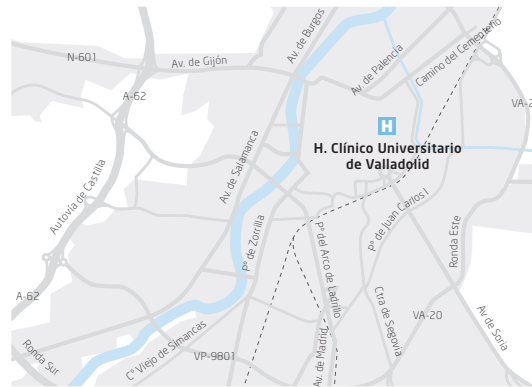 Av. de Burgos
N-601
Av. de Gijón
Av. de Palencia
Camino del Cementerio
A-62
VA-2
H
H. Clínico Universitario
de Valladolid
Av. de Salamanca
Autovía de Castilla
Pº de Zorrilla
Pº del Arco de Ladrillo
Pº de Juan Carlos I
Ronda Este
A-62
Ctra de Segovia
VA-20
Av de Soria
Ronda Sur
Cº Viejo de Simancas
VP-9801
Av. de Madrid